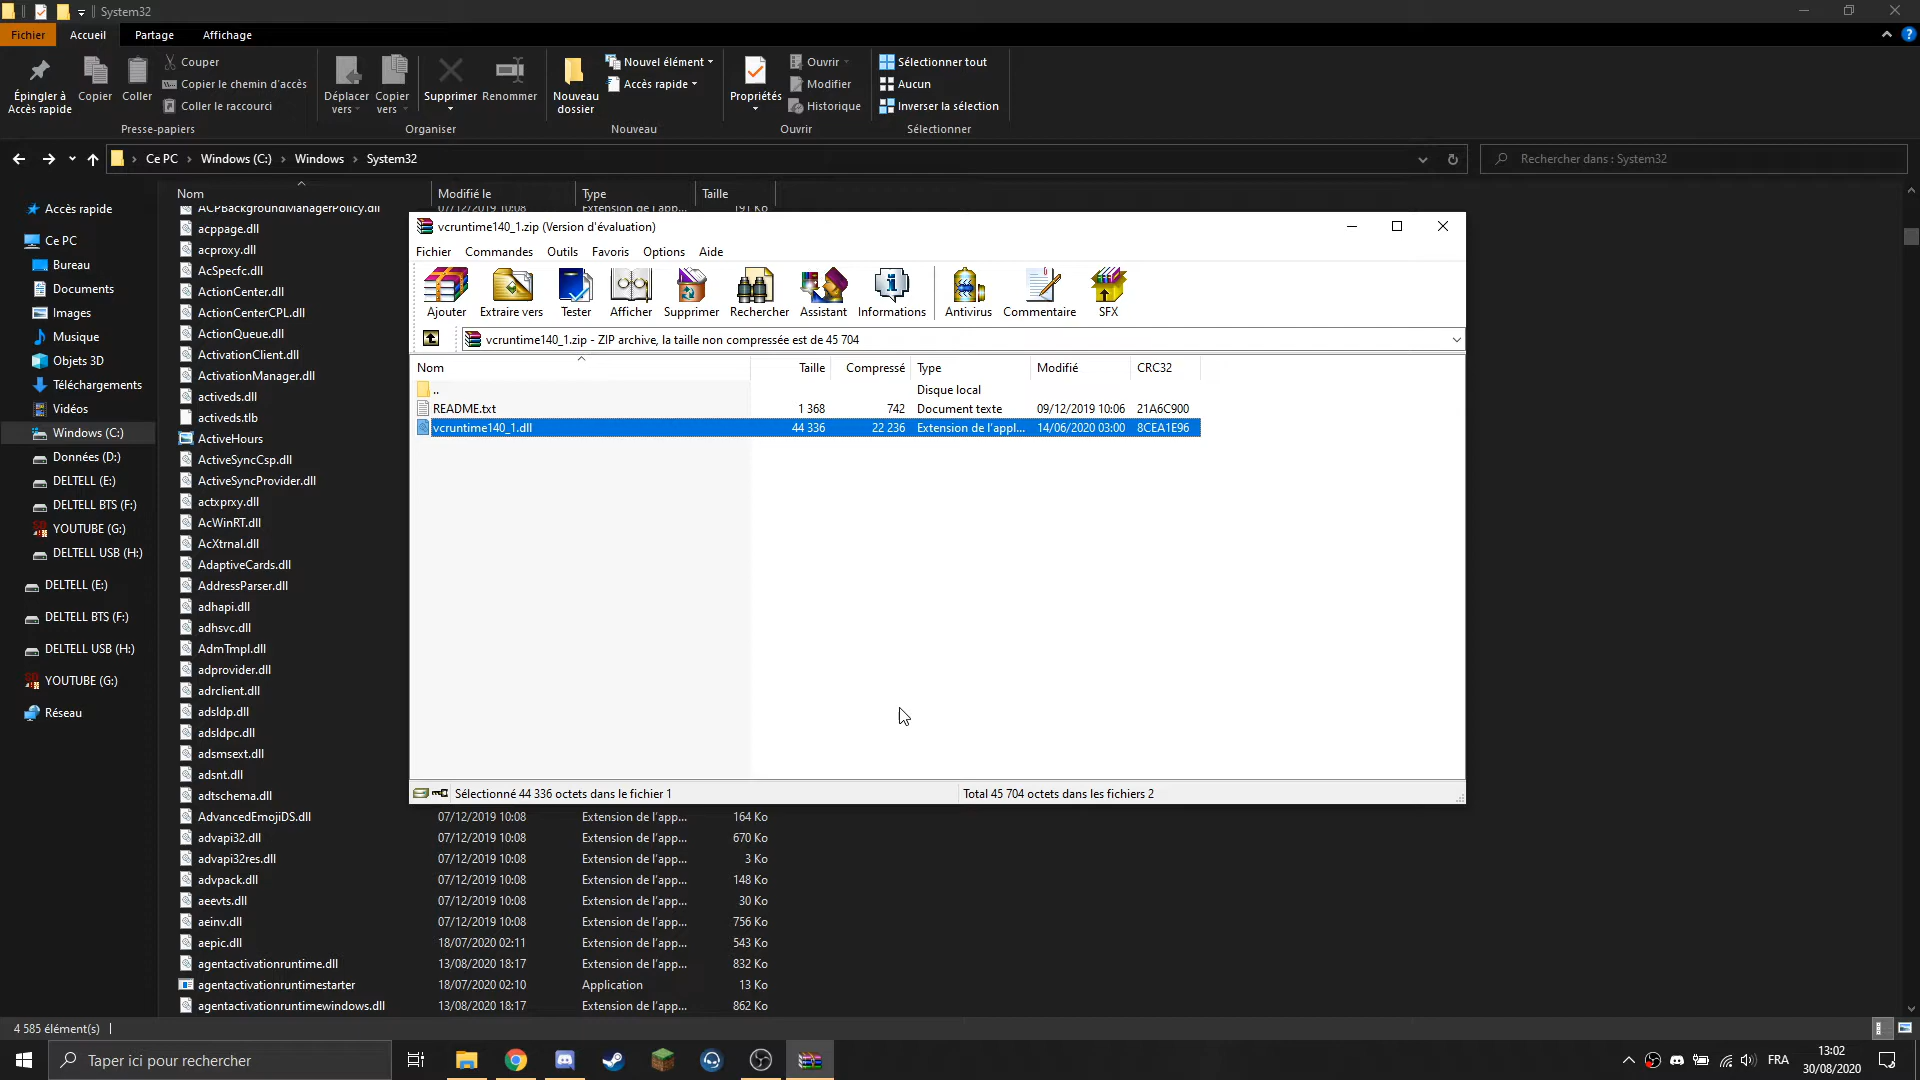 System32
Fichier Accueil Partage Affichage
Épingler à Accès rapide
Copier
Coller
Couper
Copier le chemin d'accès
Coller le raccourci
Presse-papiers
Déplacer vers
Copier vers
Supprimer
Renommer
Organiser
Nouveau dossier
Nouvel élément
Accès rapide
Nouveau
Propriétés
Ouvrir
Modifier
Historique
Ouvrir
Sélectionner tout
Aucun
Inverser la sélection
Sélectionner
Ce PC > Windows (C:) > Windows > System32
Rechercher dans : System32
Accès rapide
Ce PC
Bureau
Documents
Images
Musique
Objets 3D
Téléchargements
Vidéos
Windows (C:)
Données (D:)
DELTELL (E:)
DELTELL BTS (F:)
YOUTUBE (G:)
DELTELL USB (H:)
DELTELL (E:)
DELTELL BTS (F:)
DELTELL USB (H:)
YOUTUBE (G:)
Réseau
Nom Modifié le Type Taille
ACPBackgroundManagerPolicy.dll 07/12/2019 10:08 Extension de l'app... 191 Ko
acppage.dll
acproxy.dll
AcSpecfc.dll
ActionCenter.dll
ActionCenterCPL.dll
ActionQueue.dll
ActivationClient.dll
ActivationManager.dll
activeds.dll
activeds.tlb
ActiveHours
ActiveSyncCsp.dll
ActiveSyncProvider.dll
actxprxy.dll
AcWinRT.dll
AcXtrnal.dll
AdaptiveCards.dll
AddressParser.dll
adhapi.dll
adhsvc.dll
AdmTmpl.dll
adprovider.dll
adrclient.dll
adsldp.dll
adsldpc.dll
adsmsext.dll
adsnt.dll
adtschema.dll
AdvancedEmojiDS.dll 07/12/2019 10:08 Extension de l'app... 164 Ko
advapi32.dll 07/12/2019 10:08 Extension de l'app... 670 Ko
advapi32res.dll 07/12/2019 10:08 Extension de l'app... 3 Ko
advpack.dll 07/12/2019 10:08 Extension de l'app... 148 Ko
aeevts.dll 07/12/2019 10:08 Extension de l'app... 30 Ko
aeinv.dll 07/12/2019 10:08 Extension de l'app... 756 Ko
aepic.dll 18/07/2020 02:11 Extension de l'app... 543 Ko
agentactivationruntime.dll 13/08/2020 18:17 Extension de l'app... 832 Ko
agentactivationruntimestarter 18/07/2020 02:10 Application 13 Ko
agentactivationruntimewindows.dll 13/08/2020 18:17 Extension de l'app... 862 Ko
vcruntime140_1.zip (Version d'évaluation)
Fichier Commandes Outils Favoris Options Aide
Ajouter Extraire vers Tester Afficher Supprimer Rechercher Assistant Informations Antivirus Commentaire SFX
vcruntime140_1.zip - ZIP archive, la taille non compressée est de 45 704
Nom Taille Compressé Type Modifié CRC32
.. Disque local
README.txt 1 368 742 Document texte 09/12/2019 10:06 21A6C900
vcruntime140_1.dll 44 336 22 236 Extension de l'appl... 14/06/2020 03:00 8CEA1E96
Sélectionné 44 336 octets dans le fichier 1
Total 45 704 octets dans les fichiers 2
4 585 élément(s)
Taper ici pour rechercher
FRA
13:02
30/08/2020